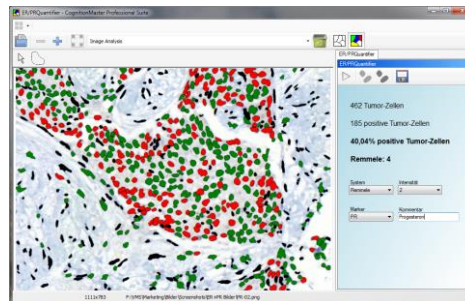 ER/PRQuantifier - CognitionMaster Professional Suite
Image Analysis
ER/PRQuantifier
ER/PRQuantifier
462 Tumor-Zellen
185 positive Tumor-Zellen
40,04% positive Tumor-Zellen
Remmele: 4
System Intensität
Remmele 2
Marker Kommentar
PR Progesteron
1111x783